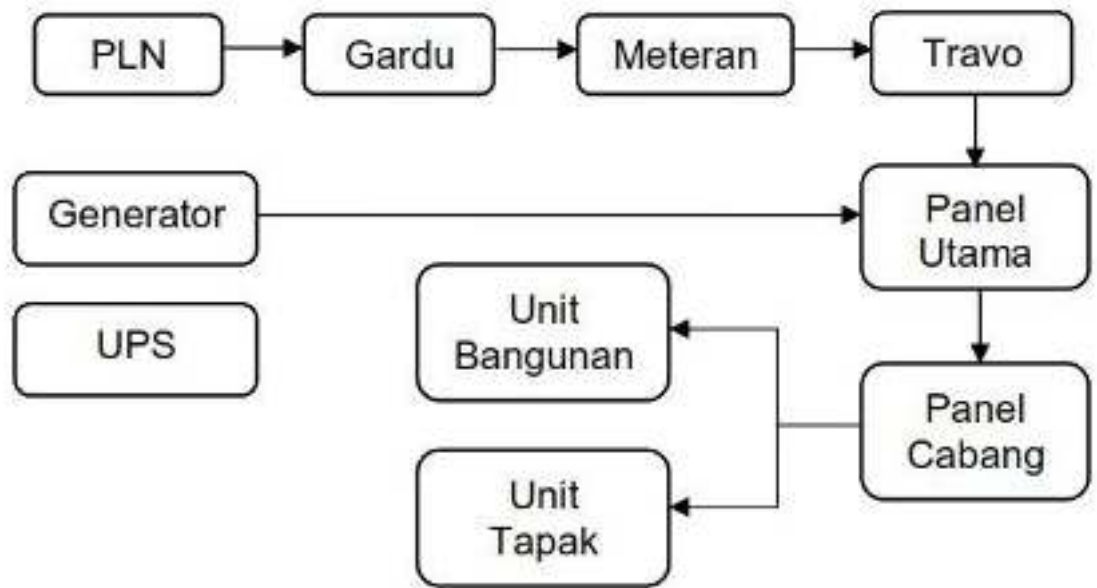 PLN
Gardu
Meteran
Travo
Generator
Panel
Utama
UPS
Unit
Bangunan
Panel
Cabang
Unit
Tapak